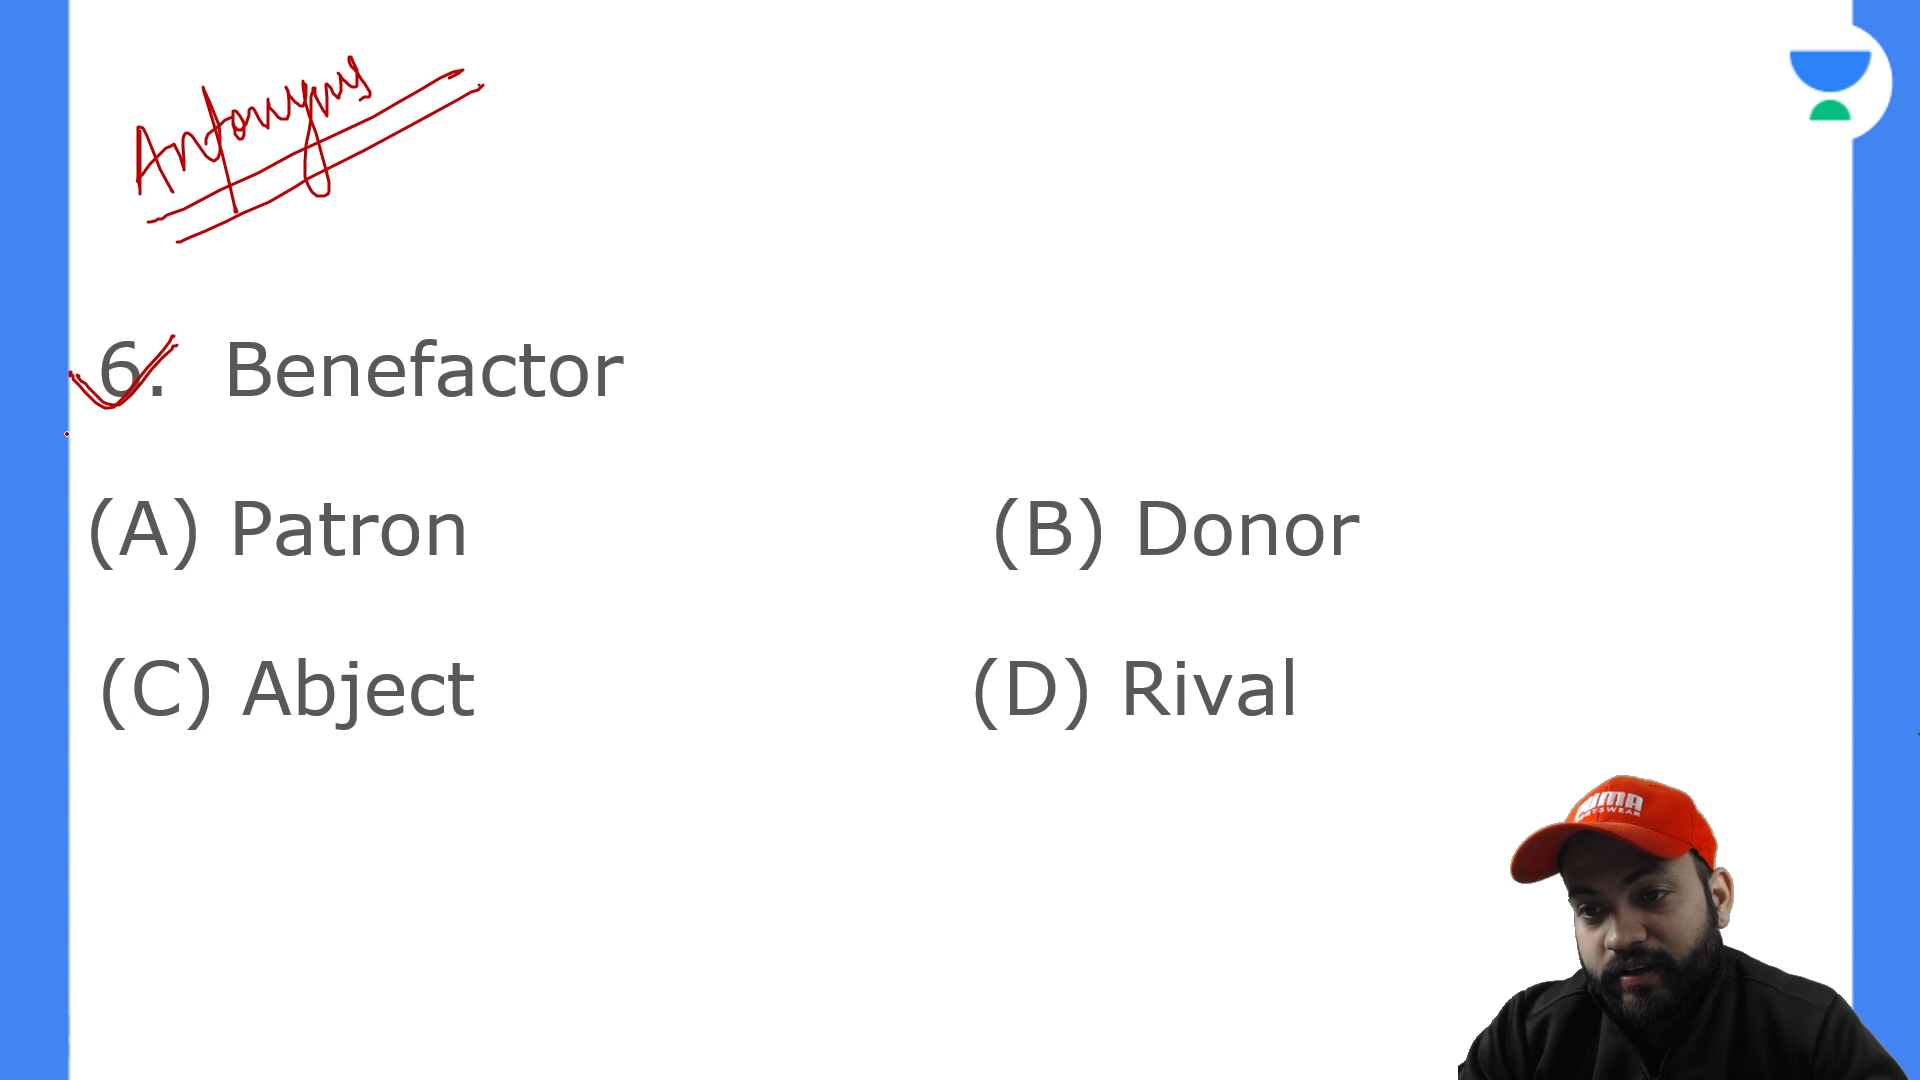 Antonyms
6. Benefactor
(A) Patron (B) Donor
(C) Abject (D) Rival